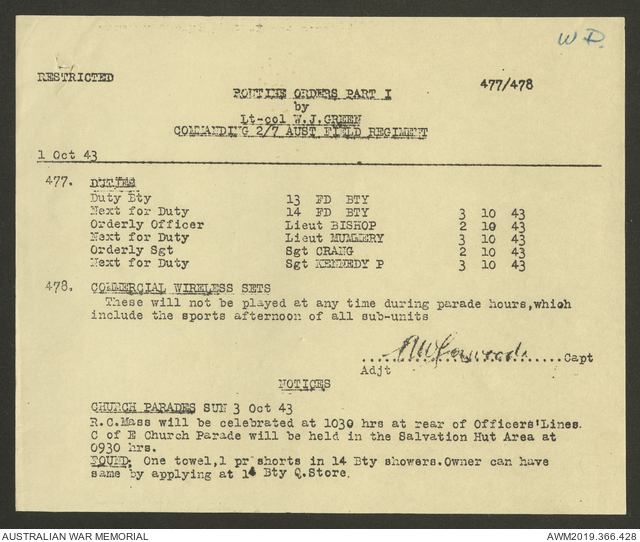 W D.
RESTRICTED
477/478
ROUTINE ORDERS PART I
by
Lt-col W.J.GREEN
COMMANDING 2/7 AUST FIELD REGIMENT
1 Oct 43
477. DUTIES
Duty Bty 13 FD BTY
Next for Duty 14 FD BTY 3 10 43
Orderly Officer Lieut BISHOP 2 10 43
Next for Duty Lieut MUMMERY 3 10 43
Orderly Sgt Sgt CRANG 2 10 43
Next for Duty Sgt KENNEDY P 3 10 43
478. COMMERCIAL WIRELESS SETS
These will not be played at any time during parade hours,which
include the sports afternoon of all sub-units
Capt
Adjt
NOTICES
CHURCH PARADES SUN 3 Oct 43
R.C.Mass will be celebrated at 1030 hrs at rear of Officers'Lines.
C of E Church Parade will be held in the Salvation Hut Area at
0930 hrs.
FOUND: One towel,1 pr shorts in 14 Bty showers.Owner can have
same by applying at 14 Bty Q.Store.
AUSTRALIAN WAR MEMORIAL
AWM2019.366.428